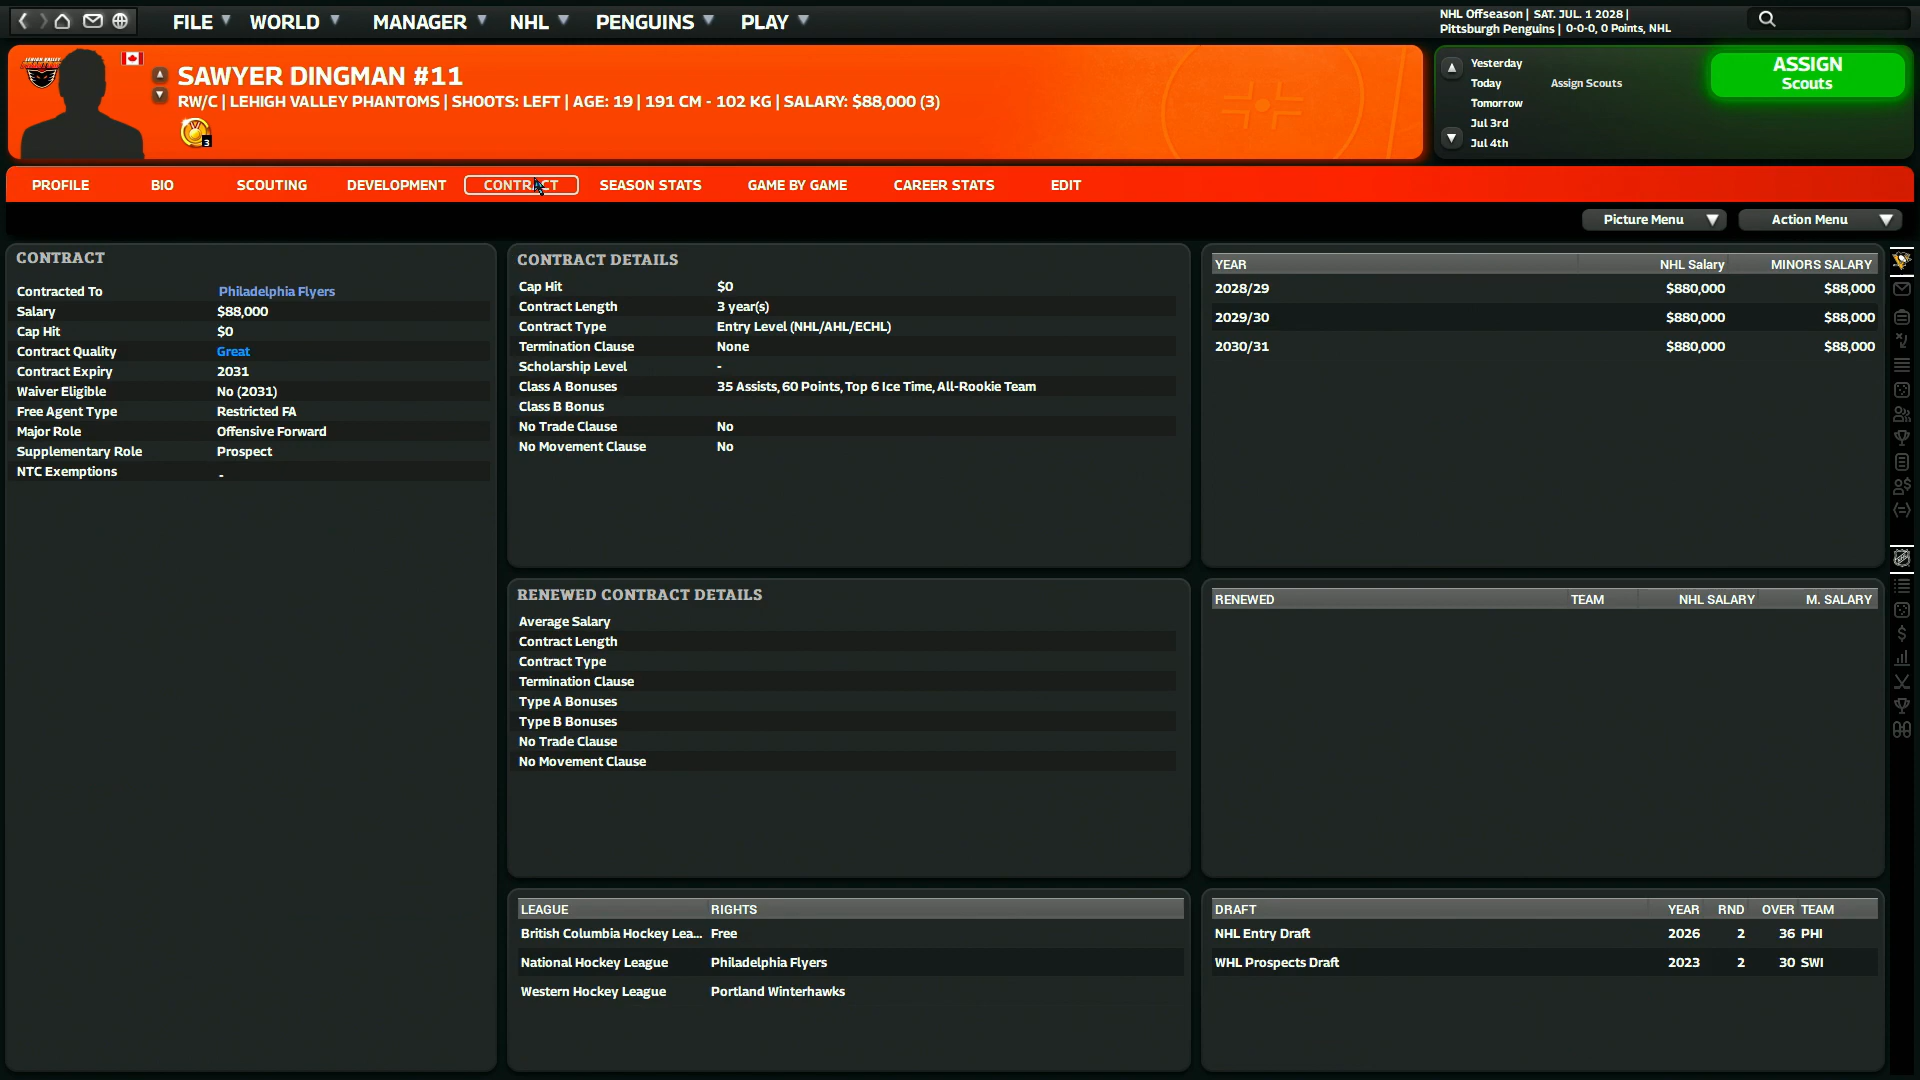 FILE WORLD MANAGER NHL PENGUINS PLAY
NHL Offseason | SAT. JUL. 1 2028 |
Pittsburgh Penguins | 0-0-0, 0 Points, NHL
SAWYER DINGMAN #11
RW/C | LEHIGH VALLEY PHANTOMS | SHOOTS: LEFT | AGE: 19 | 191 CM - 102 KG | SALARY: $88,000 (3)
3
Yesterday
Today Assign Scouts
Tomorrow
Jul 3rd
Jul 4th
ASSIGN
Scouts
PROFILE BIO SCOUTING DEVELOPMENT CONTRACT SEASON STATS GAME BY GAME CAREER STATS EDIT
Picture Menu Action Menu
CONTRACT
Contracted To Philadelphia Flyers
Salary $88,000
Cap Hit $0
Contract Quality Great
Contract Expiry 2031
Waiver Eligible No (2031)
Free Agent Type Restricted FA
Major Role Offensive Forward
Supplementary Role Prospect
NTC Exemptions -
CONTRACT DETAILS
Cap Hit $0
Contract Length 3 year(s)
Contract Type Entry Level (NHL/AHL/ECHL)
Termination Clause None
Scholarship Level -
Class A Bonuses 35 Assists, 60 Points, Top 6 Ice Time, All-Rookie Team
Class B Bonus
No Trade Clause No
No Movement Clause No
YEAR NHL Salary MINORS SALARY
2028/29 $880,000 $88,000
2029/30 $880,000 $88,000
2030/31 $880,000 $88,000
RENEWED CONTRACT DETAILS
Average Salary
Contract Length
Contract Type
Termination Clause
Type A Bonuses
Type B Bonuses
No Trade Clause
No Movement Clause
RENEWED TEAM NHL SALARY M. SALARY
LEAGUE RIGHTS
British Columbia Hockey Lea... Free
National Hockey League Philadelphia Flyers
Western Hockey League Portland Winterhawks
DRAFT YEAR RND OVER TEAM
NHL Entry Draft 2026 2 36 PHI
WHL Prospects Draft 2023 2 30 SWI